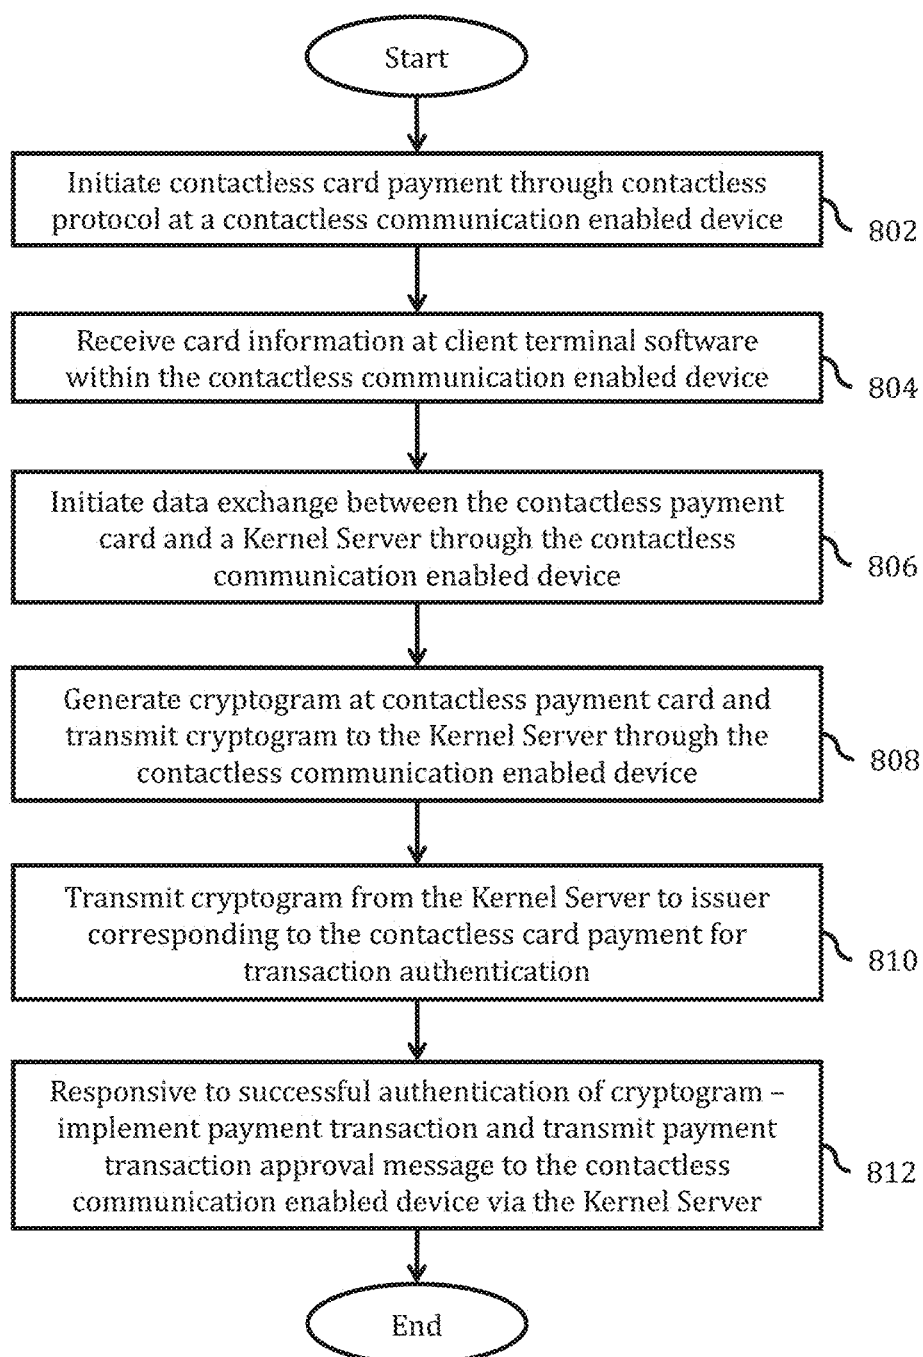 Start
Initiate contactless card payment through contactless
protocol at a contactless communication enabled device
802
Receive card information at client terminal software
within the contactless communication enabled device
804
Initiate data exchange between the contactless payment
card and a Kernel Server through the contactless
communication enabled device
806
Generate cryptogram at contactless payment card and
transmit cryptogram to the Kernel Server through the
contactless communication enabled device
808
Transmit cryptogram from the Kernel Server to issuer
corresponding to the contactless card payment for
transaction authentication
810
Responsive to successful authentication of cryptogram –
implement payment transaction and transmit payment
transaction approval message to the contactless
communication enabled device via the Kernel Server
812
End